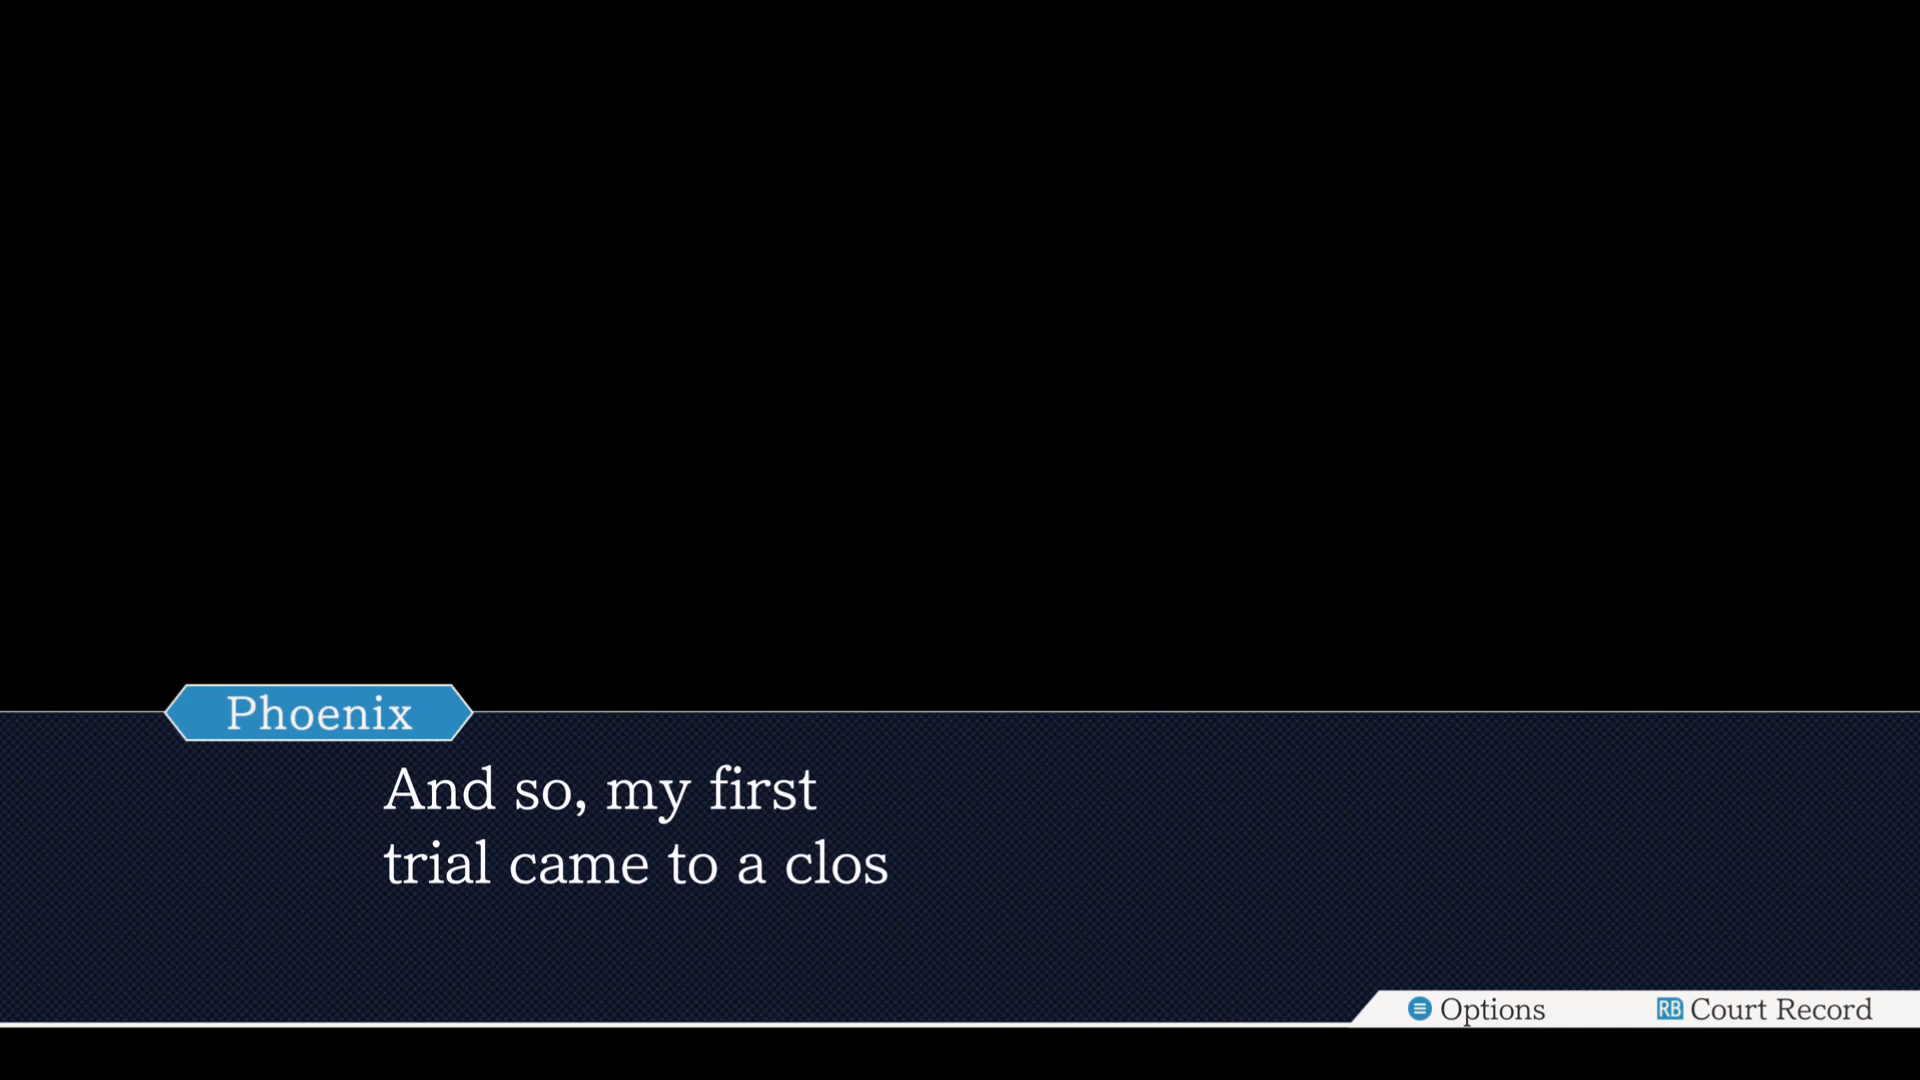 Phoenix
And so, my first
trial came to a clos
Options
RB Court Record